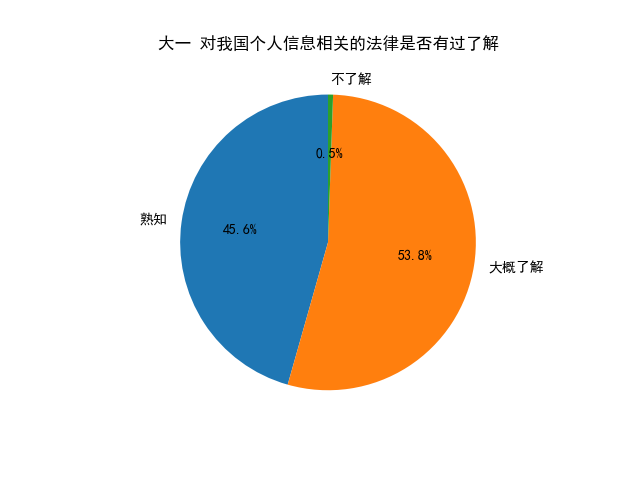 大一 对我国个人信息相关的法律是否有过了解
不了解
0.5%
熟知
45.6%
53.8%
大概了解